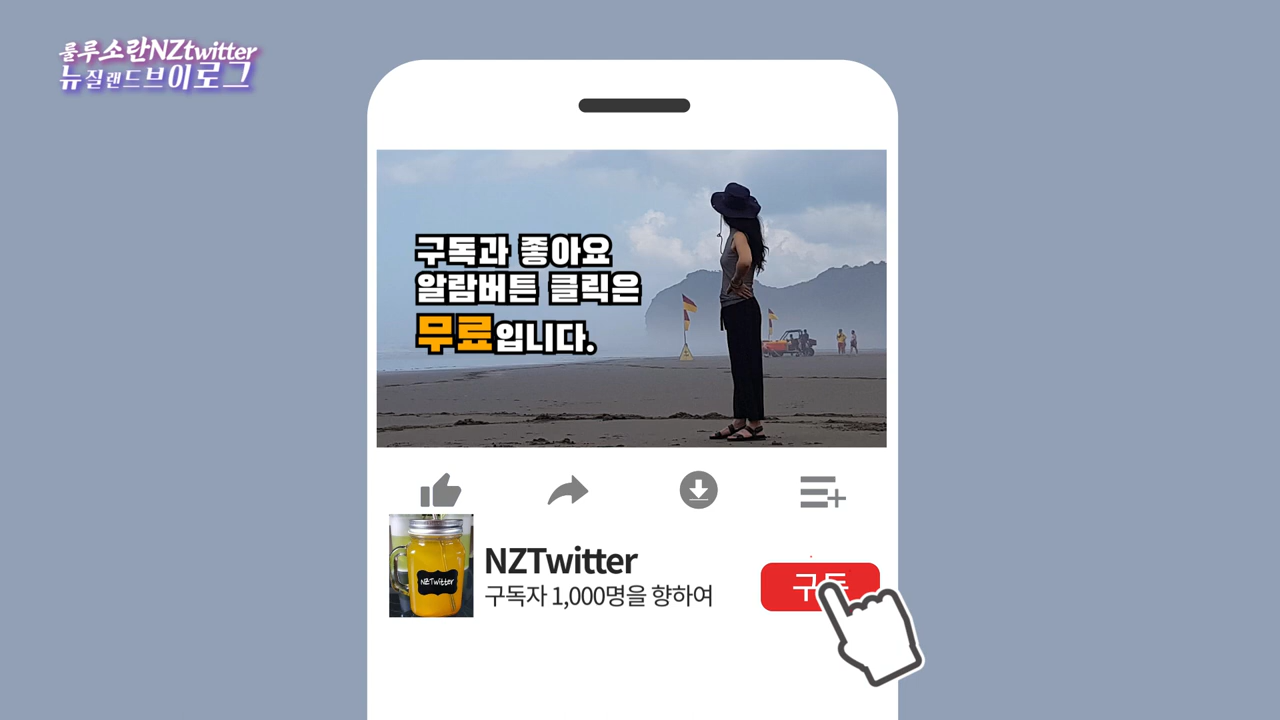 룰루소란NZtwitter
뉴질랜드브이로그
구독과 좋아요
알람버튼 클릭은
무료입니다.
NZTwitter
NZTwitter
구독자 1,000명을 향하여
구독